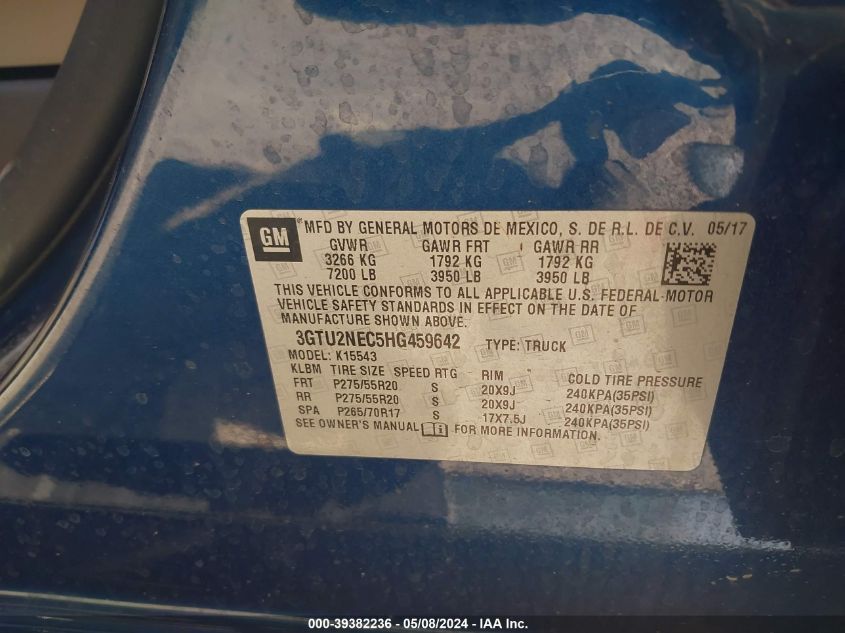 GM ® MFD BY GENERAL MOTORS DE MEXICO, S. DE R.L. DE C.V. 05/17
GVWR GAWR FRT GAWR RR
3266 KG 1792 KG 1792 KG
7200 LB 3950 LB 3950 LB
THIS VEHICLE CONFORMS TO ALL APPLICABLE U.S. FEDERAL MOTOR
VEHICLE SAFETY STANDARDS IN EFFECT ON THE DATE OF
MANUFACTURE SHOWN ABOVE.
3GTU2NEC5HG459642 TYPE: TRUCK
MODEL: K15543
KLBM TIRE SIZE SPEED RTG RIM COLD TIRE PRESSURE
FRT P275/55R20 S 20X9J 240KPA(35PSI)
RR P275/55R20 S 20X9J 240KPA(35PSI)
SPA P265/70R17 S 17X7.5J 240KPA(35PSI)
SEE OWNER'S MANUAL FOR MORE INFORMATION.
000-39382236 - 05/08/2024 - IAA Inc.